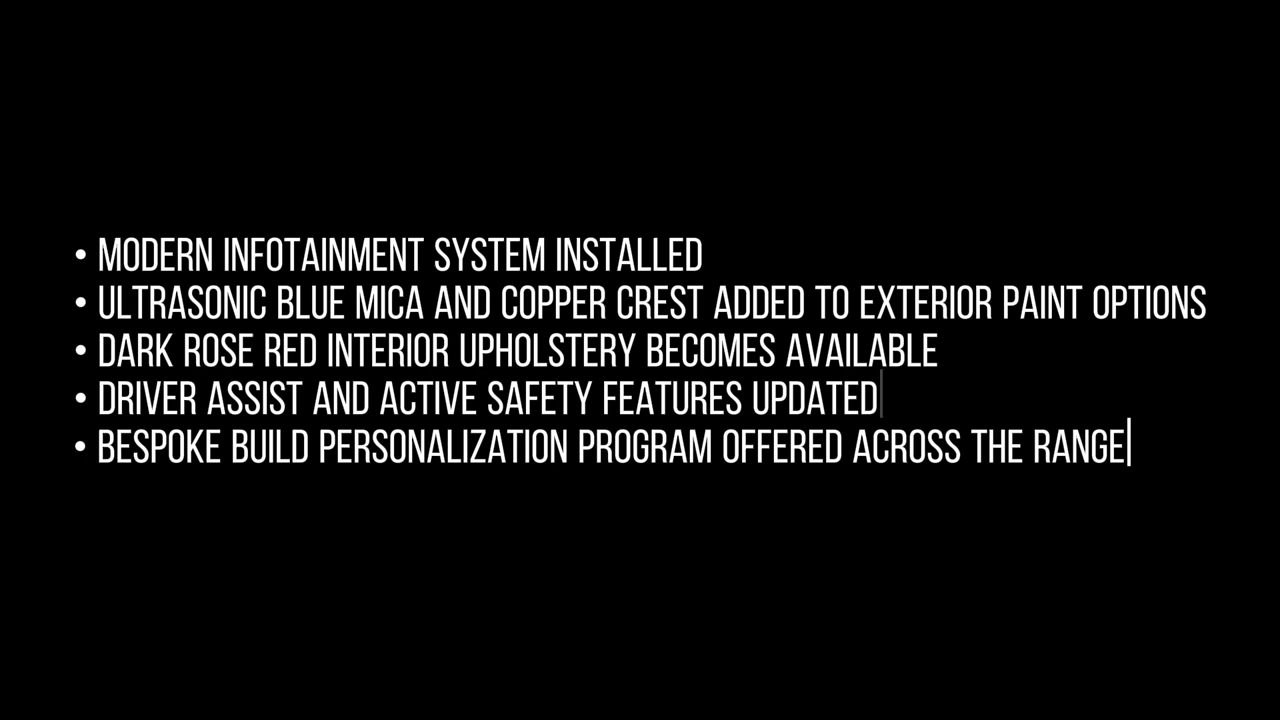 • MODERN INFOTAINMENT SYSTEM INSTALLED
• ULTRASONIC BLUE MICA AND COPPER CREST ADDED TO EXTERIOR PAINT OPTIONS
• DARK ROSE RED INTERIOR UPHOLSTERY BECOMES AVAILABLE
• DRIVER ASSIST AND ACTIVE SAFETY FEATURES UPDATED
• BESPOKE BUILD PERSONALIZATION PROGRAM OFFERED ACROSS THE RANGE